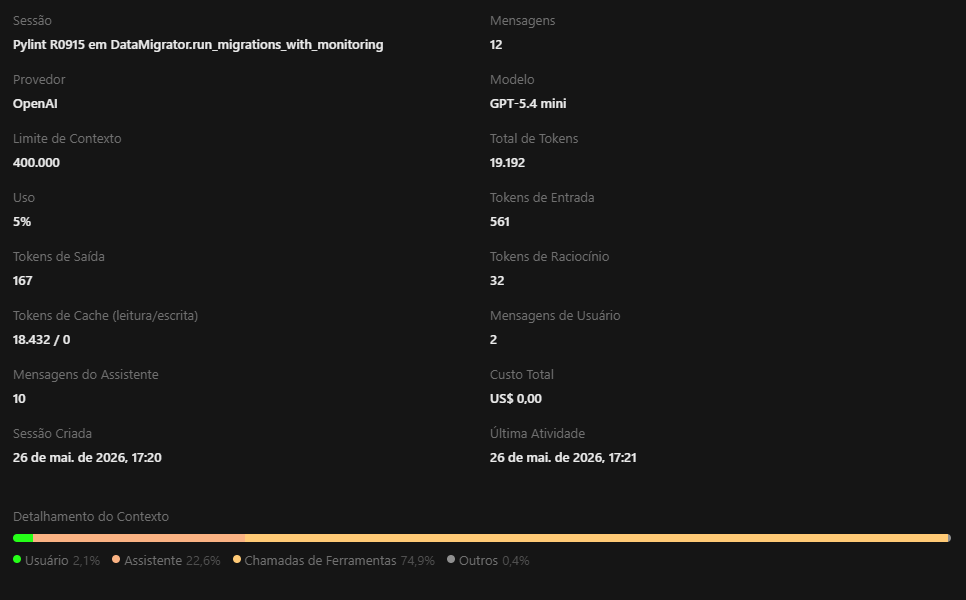 Sessão
Mensagens
Pylint R0915 em DataMigrator.run_migrations_with_monitoring
12
Provedor
Modelo
OpenAI
GPT-5.4 mini
Limite de Contexto
Total de Tokens
400.000
19.192
Uso
Tokens de Entrada
5%
561
Tokens de Saída
Tokens de Raciocínio
167
32
Tokens de Cache (leitura/escrita)
Mensagens de Usuário
18.432 / 0
2
Mensagens do Assistente
Custo Total
10
US$ 0,00
Sessão Criada
Última Atividade
26 de mai. de 2026, 17:20
26 de mai. de 2026, 17:21
Detalhamento do Contexto
Usuário 2,1% Assistente 22,6% Chamadas de Ferramentas 74,9% Outros 0,4%